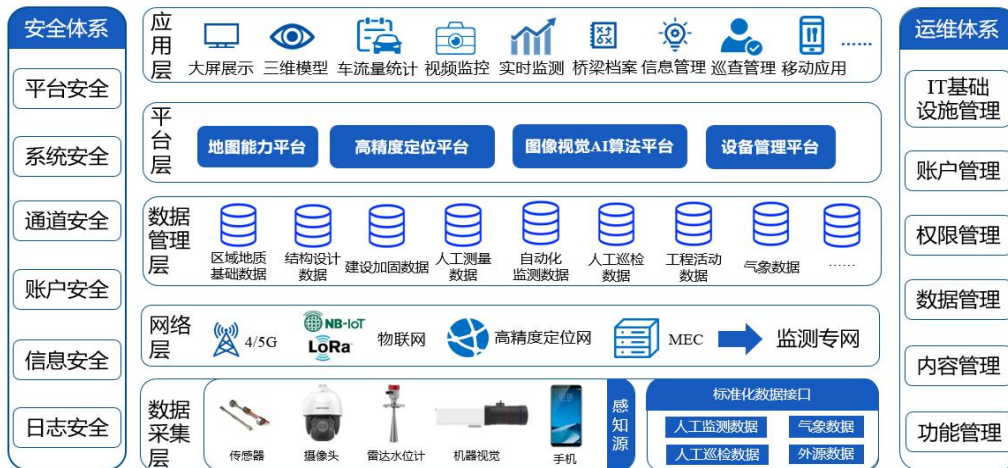 安全体系
平台安全
系统安全
通道安全
账户安全
信息安全
日志安全
应用层
大屏展示
三维模型
车流量统计
视频监控
实时监测
桥梁档案
信息管理
巡查管理
移动应用
……
平台层
地图能力平台
高精度定位平台
图像视觉AI算法平台
设备管理平台
数据管理层
区域地质
基础数据
结构设计
数据
建设加固数据
人工测量
数据
自动化
监测数据
人工巡检
数据
工程活动
数据
气象数据
……
网络层
4/5G
NB-IoT
LoRa
物联网
高精度定位网
MEC
监测专网
数据采集层
传感器
摄像头
雷达水位计
机器视觉
手机
感知源
标准化数据接口
人工监测数据
气象数据
人工巡检数据
外源数据
运维体系
IT基础
设施管理
账户管理
权限管理
数据管理
内容管理
功能管理